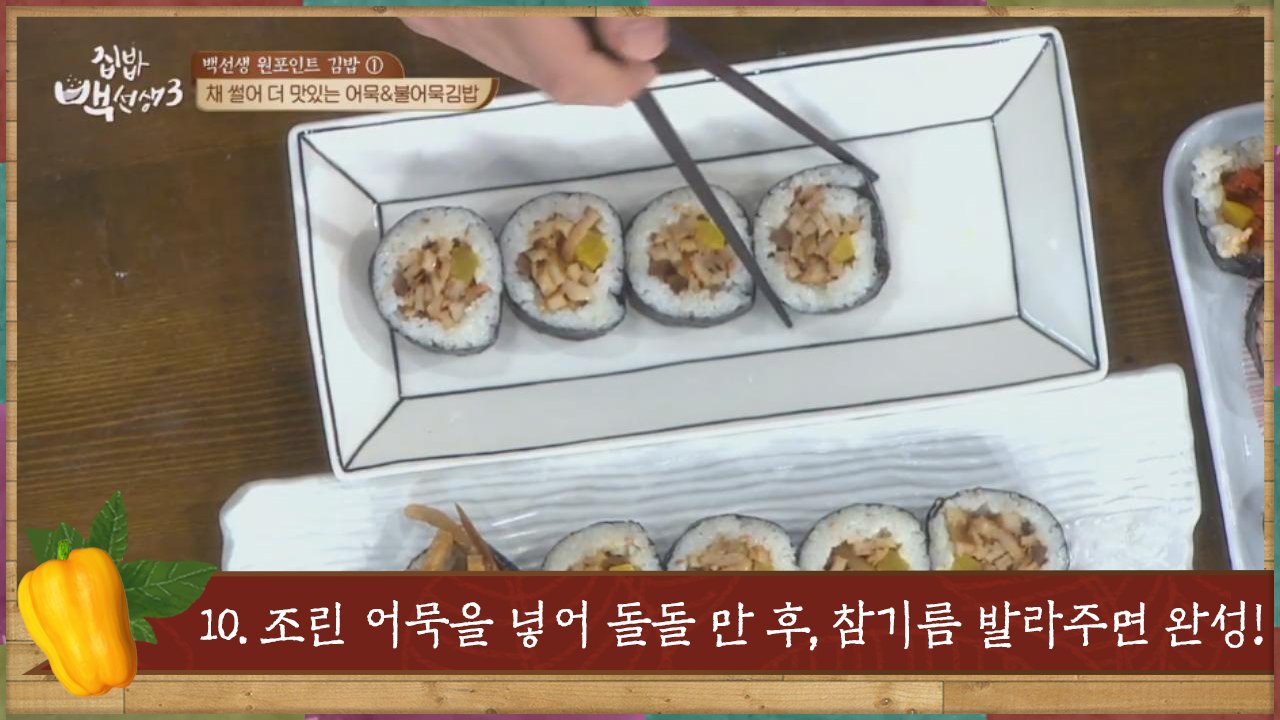 집밥
백선생3
백선생 원포인트 김밥 ①
채 썰어 더 맛있는 어묵&불어묵김밥
10. 조린 어묵을 넣어 돌돌 만 후, 참기름 발라주면 완성!